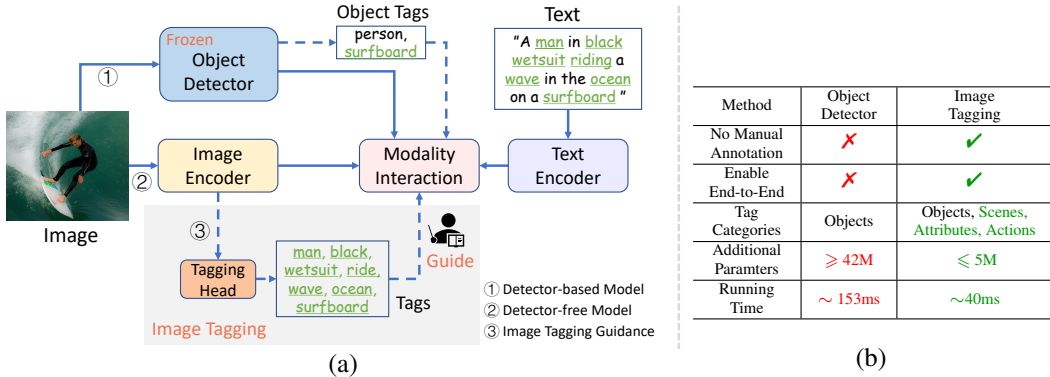 Object Tags
person,
surfboard
Text
"A man in black
wetsuit riding a
wave in the ocean
on a surfboard "
Frozen
Object
Detector
①
Image
Encoder
②
Modality
Interaction
Text
Encoder
Image
③
Tagging
Head
man, black,
wetsuit, ride,
wave, ocean,
surfboard
Tags
Guide
Image Tagging
① Detector-based Model
② Detector-free Model
③ Image Tagging Guidance
(a)
Method
Object
Detector
Image
Tagging
No Manual
Annotation
✗
✓
Enable
End-to-End
✗
✓
Tag
Categories
Objects
Objects, Scenes,
Attributes, Actions
Additional
Paramters
⩾ 42M
⩽ 5M
Running
Time
∼ 153ms
∼40ms
(b)